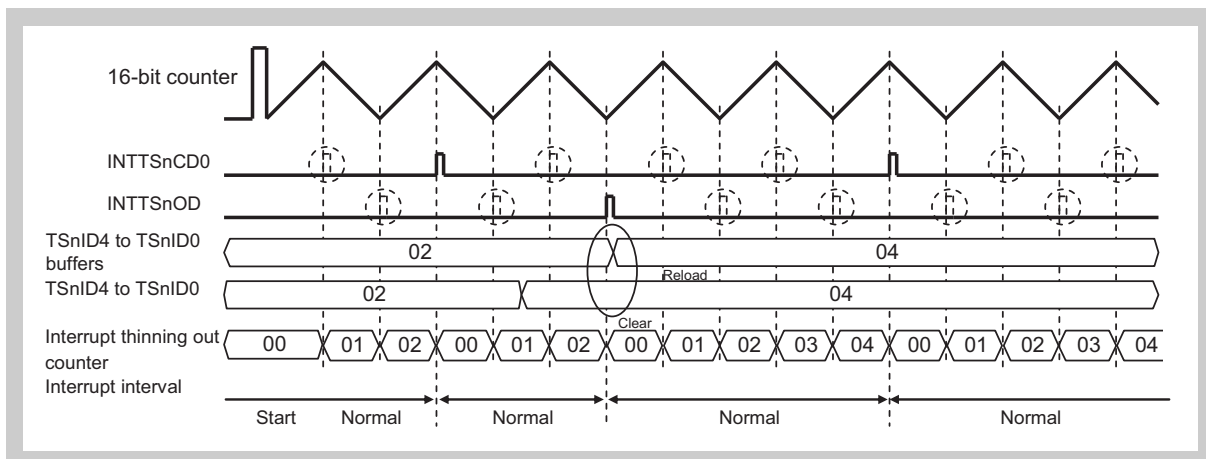 16-bit counter
INTTSnCD0
INTTSnOD
TSnID4 to TSnID0
buffers
02
04
Reload
TSnID4 to TSnID0
02
04
Clear
Interrupt thinning out
counter
00 01 02 00 01 02 00 01 02 03 04 00 01 02 03 04
Interrupt interval
Start Normal Normal Normal Normal